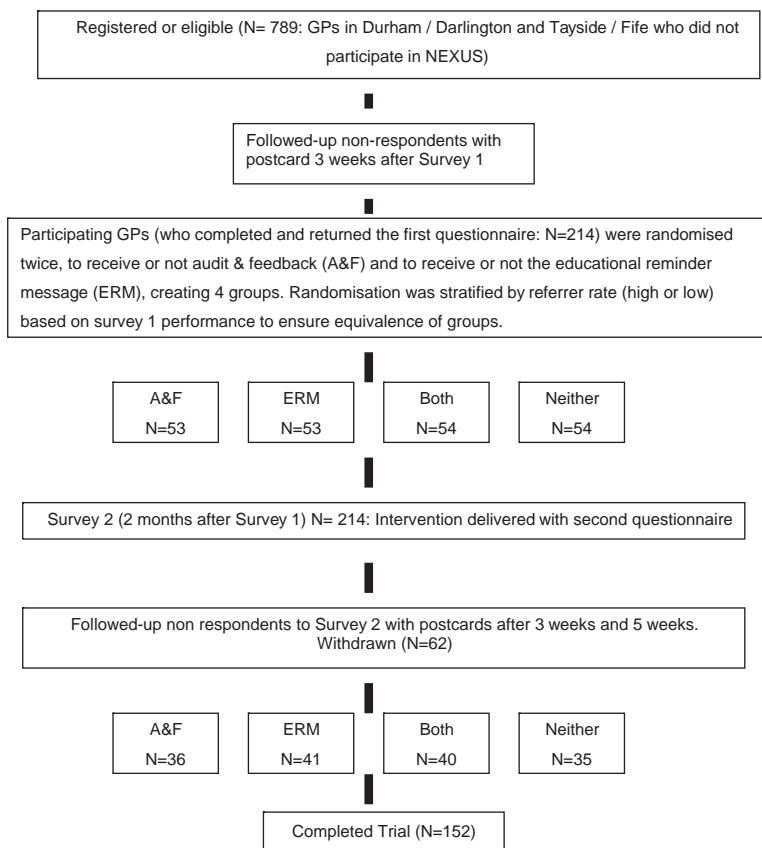 Registered or eligible (N= 789: GPs in Durham / Darlington and Tayside / Fife who did not
participate in NEXUS)
Followed-up non-respondents with
postcard 3 weeks after Survey 1
Participating GPs (who completed and returned the first questionnaire: N=214) were randomised
twice, to receive or not audit & feedback (A&F) and to receive or not the educational reminder
message (ERM), creating 4 groups. Randomisation was stratified by referrer rate (high or low)
based on survey 1 performance to ensure equivalence of groups.
A&F
N=53
ERM
N=53
Both
N=54
Neither
N=54
Survey 2 (2 months after Survey 1) N= 214: Intervention delivered with second questionnaire
Followed-up non respondents to Survey 2 with postcards after 3 weeks and 5 weeks.
Withdrawn (N=62)
A&F
N=36
ERM
N=41
Both
N=40
Neither
N=35
Completed Trial (N=152)